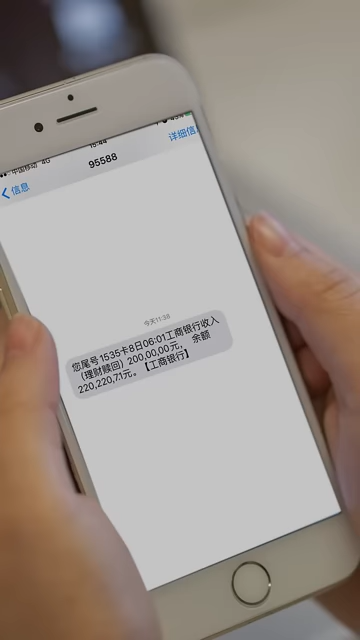 中国移动 4G 15:44 45%
信息 95588 详细信息
今天11:38
您尾号1535卡8日06:01工商银行收入
（理财赎回）200,00,00元， 余额
220,220,7.1元。【工商银行】